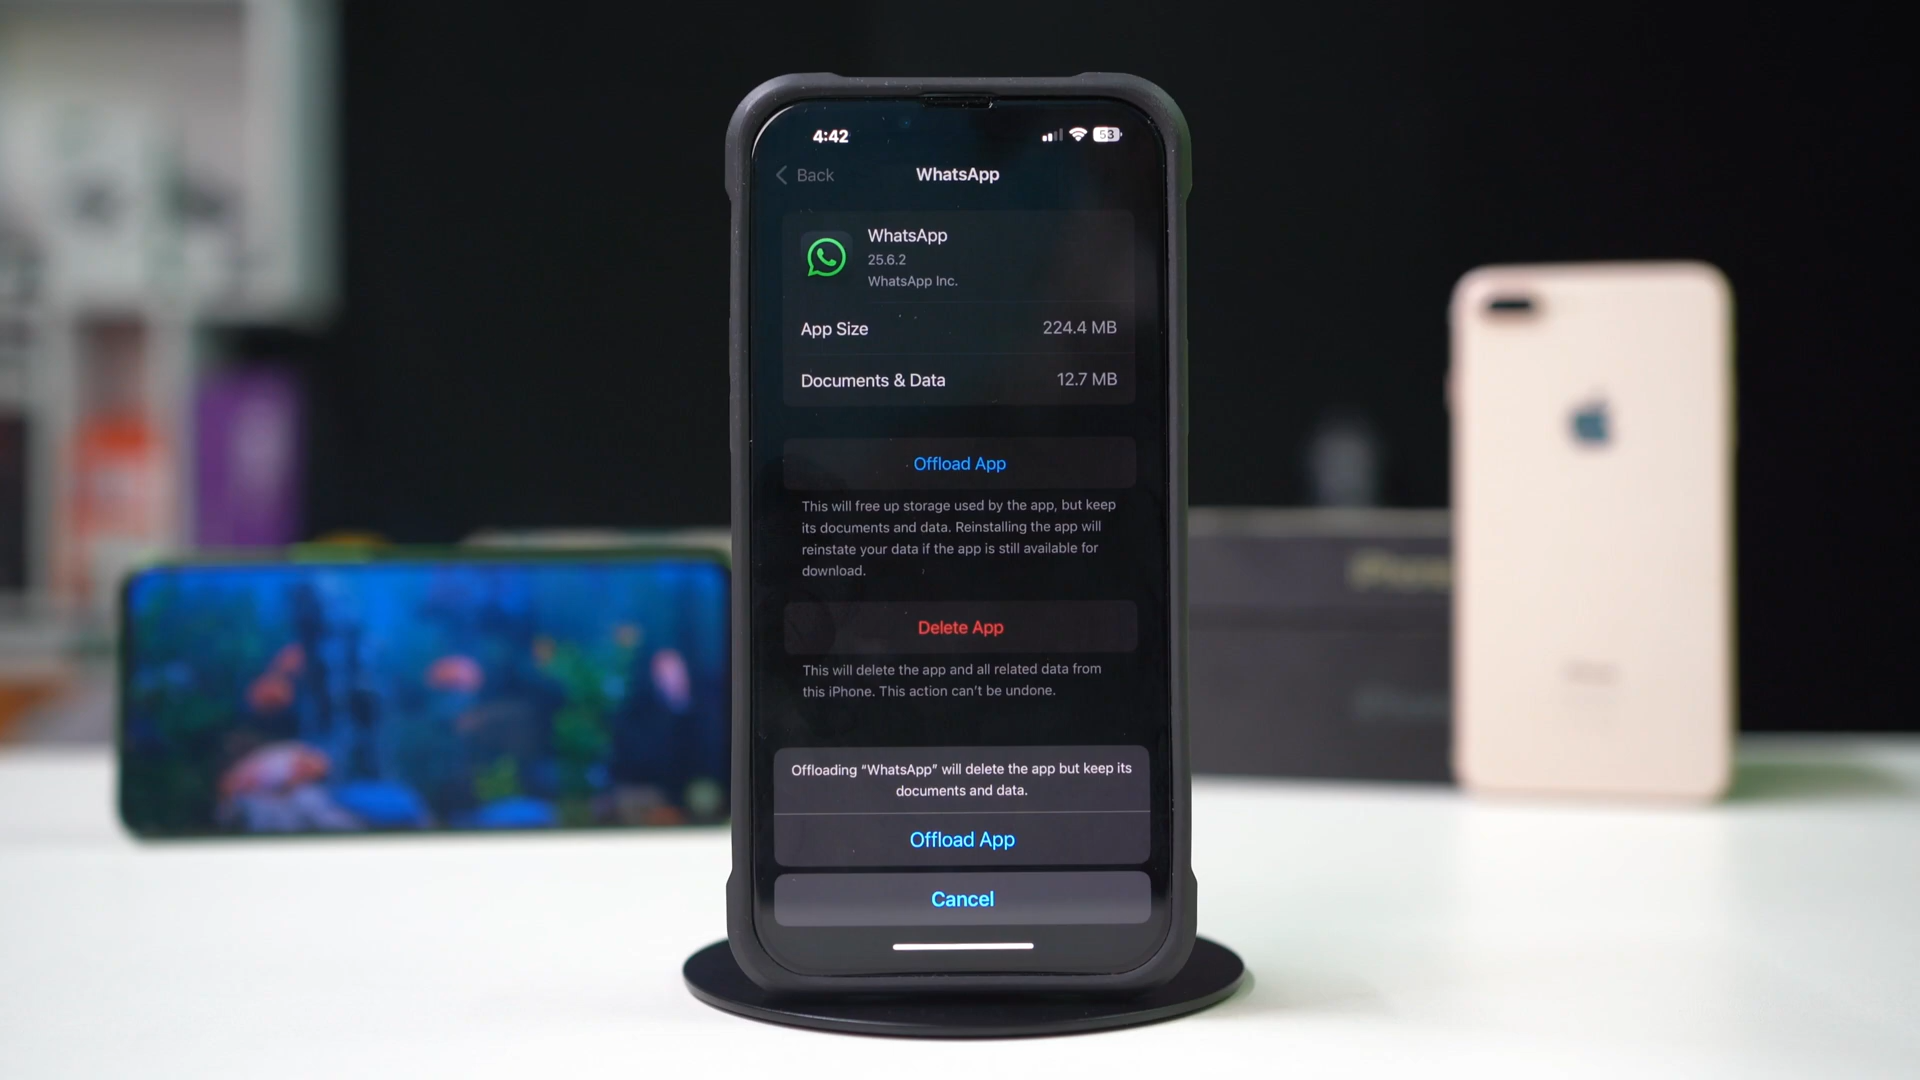 4:42
53
Back
WhatsApp
WhatsApp
25.6.2
WhatsApp Inc.
App Size
224.4 MB
Documents & Data
12.7 MB
Offload App
This will free up storage used by the app, but keep
its documents and data. Reinstalling the app will
reinstate your data if the app is still available for
download.
Delete App
This will delete the app and all related data from
this iPhone. This action can't be undone.
Offloading “WhatsApp” will delete the app but keep its
documents and data.
Offload App
Cancel